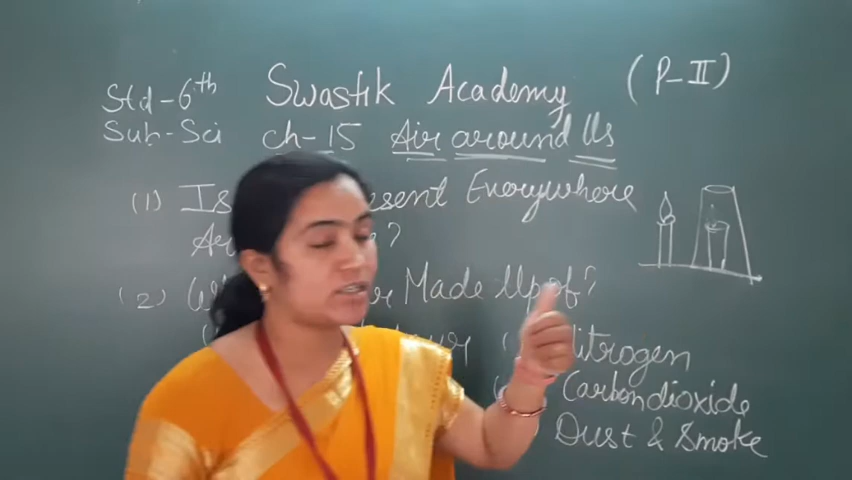 Swastik Academy (P-II)
Std-6th
Sub-Sci ch-15 Air around Us
(1) Is Everywhere
?
(2) Made Up of?
Nitrogen
Carbondioxide
Dust & Smoke